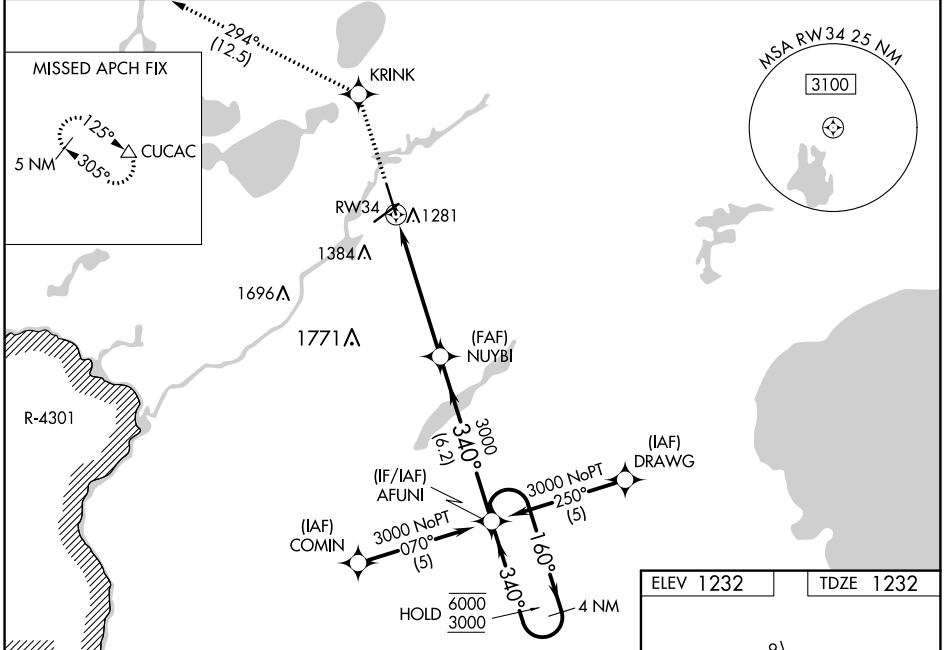 294°
(12.5)
MISSED APCH FIX
125°
CUCAC
5 NM
305°
KRINK
MSA RW34 25 NM
3100
RW34
1281
1384
1696
1771
(FAF)
NUYBI
R-4301
3000
340°
(6.2)
(IF/IAF)
AFUNI
(IAF)
DRAWG
3000 NoPT
250°
(5)
(IAF)
COMIN
3000 NoPT
070°
(5)
160°
340°
HOLD
6000
3000
4 NM
ELEV 1232
TDZE 1232